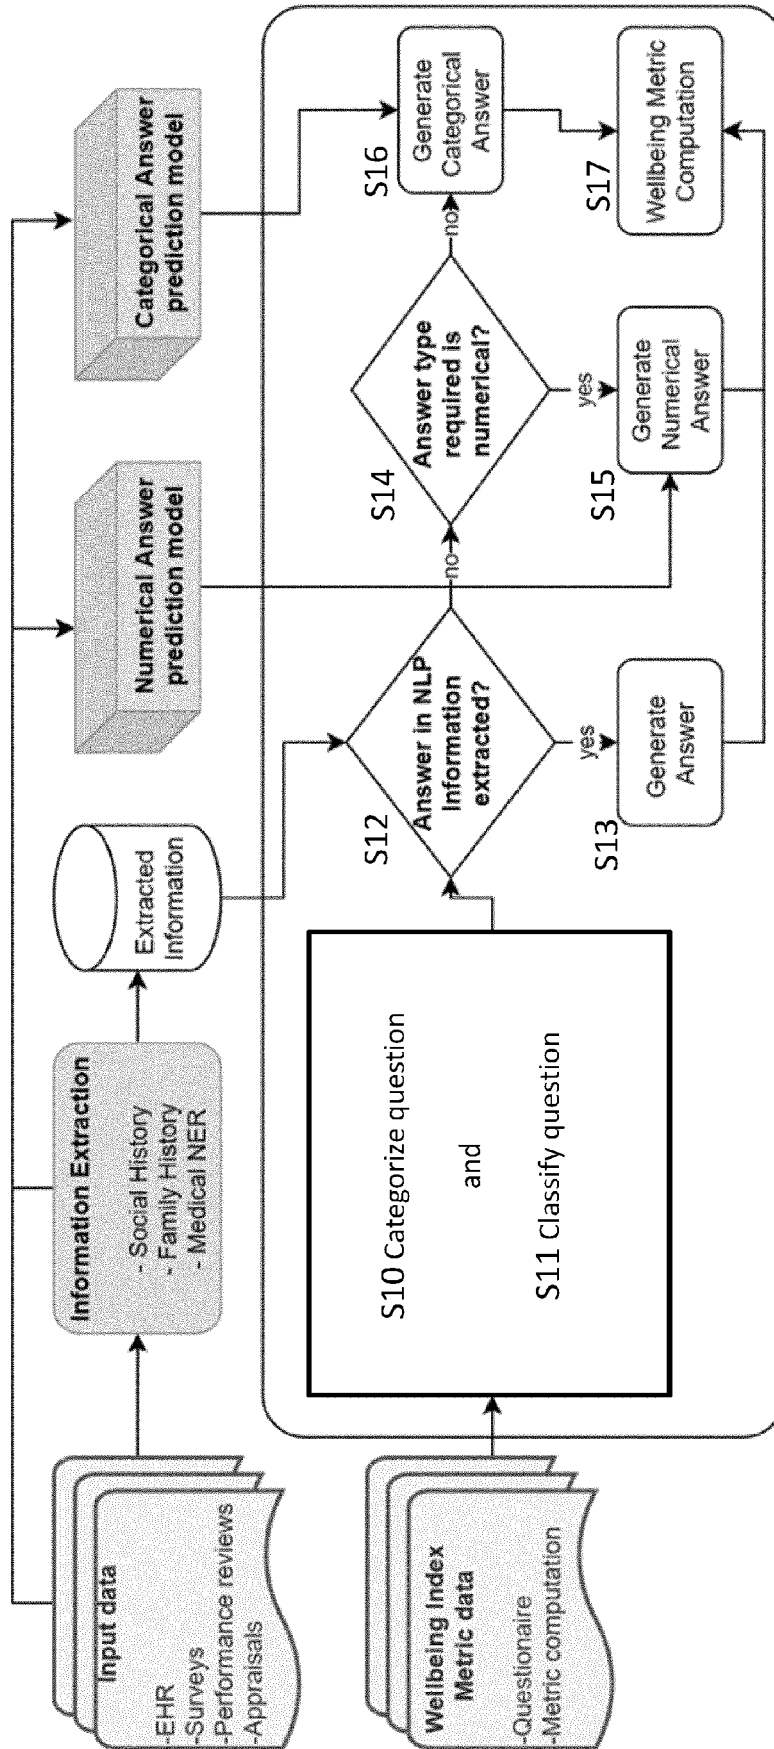 Input data
-EHR
-Surveys
-Performance reviews
-Appraisals
Information Extraction
- Social History
- Family History
- Medical NER
Extracted
Information
Numerical Answer
prediction model
Categorical Answer
prediction model
Wellbeing Index
Metric data
-Questionaire
-Metric computation
S10 Categorize question
and
S11 Classify question
S12
Answer in NLP
Information
extracted?
yes
no
S13
Generate
Answer
S14
Answer type
required is
numerical?
yes
no
S15
Generate
Numerical
Answer
S16
Generate
Categorical
Answer
S17
Wellbeing Metric
Computation